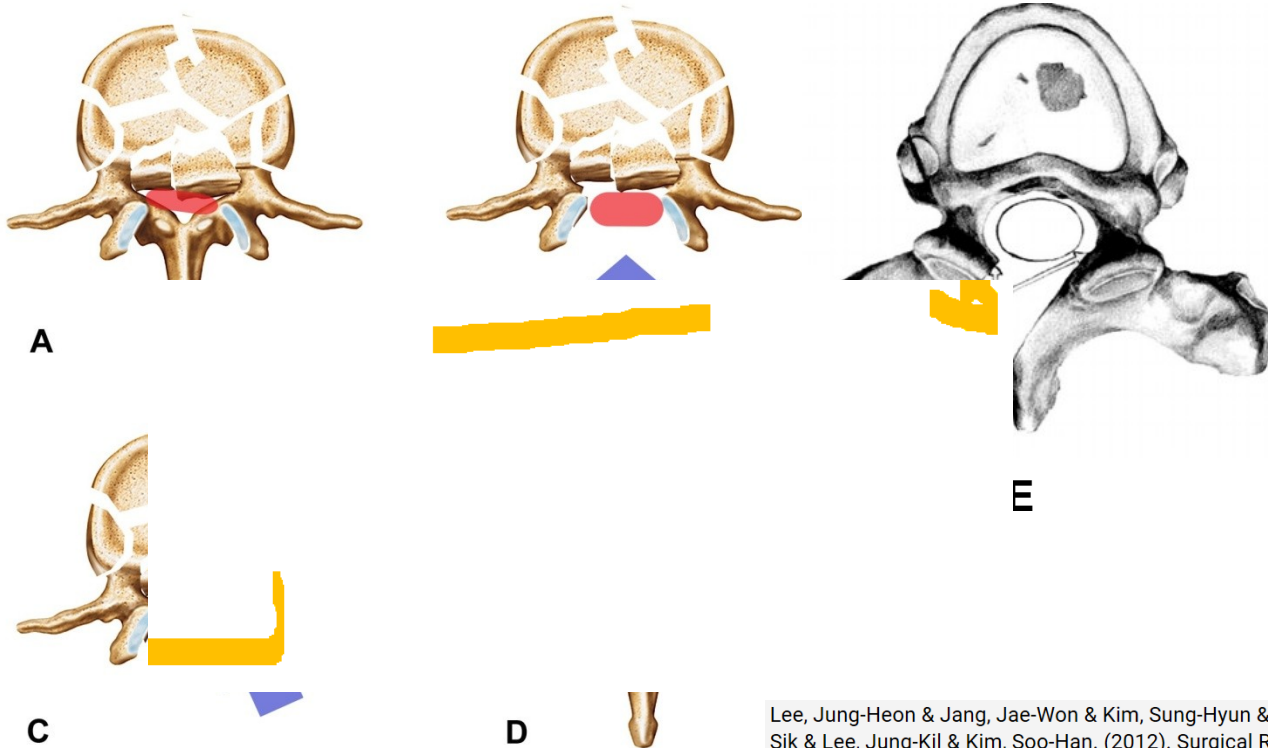 A
E
C
D
Lee, Jung-Heon & Jang, Jae-Won & Kim, Sung-Hyun &
Sik & Lee, Jung-Kil & Kim, Soo-Han. (2012). Surgical R